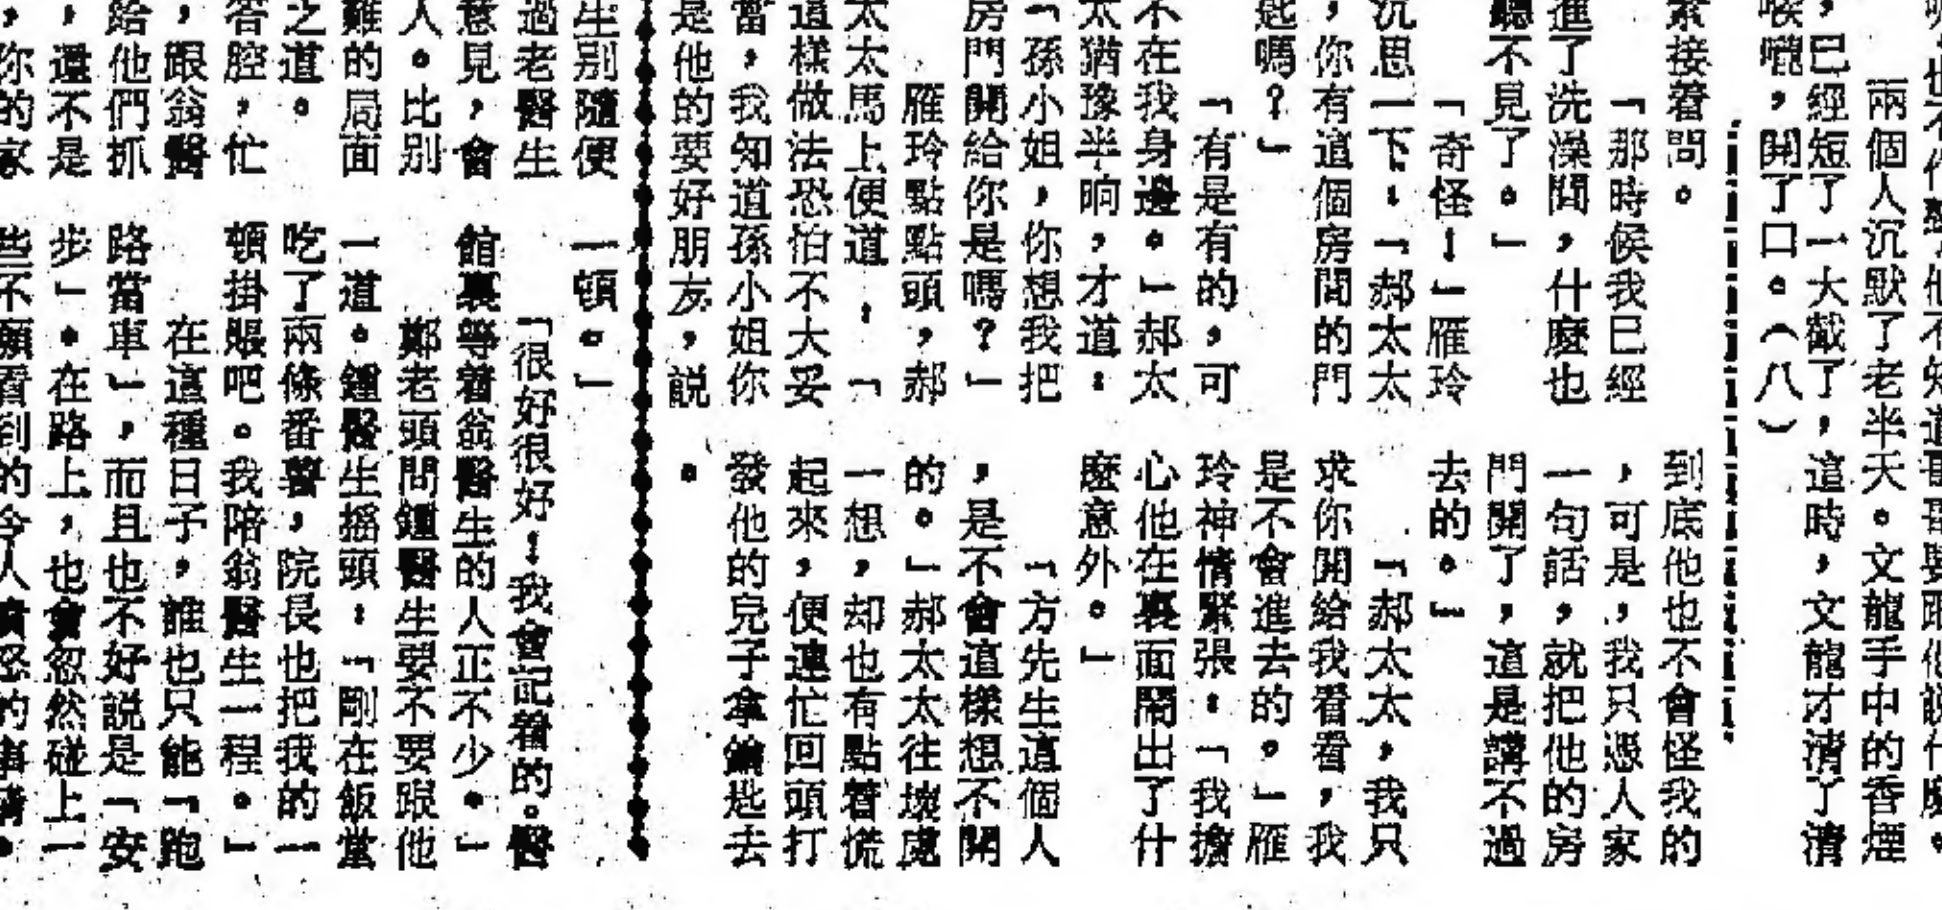 兩個人沉默了老半天。文龍手中的香煙
，已經短了一大截了，這時，文龍才清了清
喉嚨，開了口。（八）
緊接着問。
「那時候我已經
進了洗澡間，什麼也
聽不見了。」
「奇怪！」雁玲
沉思一下：「郝太太
，你有這個房間的門
匙嗎？」
「有是有的，可
不在我身邊。」郝太
太猶豫半晌，才道：
「孫小姐，你想我把
房門開給你是嗎？」
雁玲點點頭，郝
太太馬上便道：「
這樣做法恐怕不大妥
當，我知道孫小姐你
是他的要好朋友，説
到底他也不會怪我的
，可是，我只憑人家
一句話，就把他的房
門開了，這是講不過
去的。」
「郝太太，我只
求你開給我看看，我
是不會進去的，」雁
玲神情緊張：「我擔
心他在裏面鬧出了什
麼意外。」
「方先生這個人
，是不會這樣想不開
的。」郝太太往壞處
一想，却也有點着慌
起來，便連忙回頭打
發他的兒子拿鑰匙去
。
生别隨便
過老醫生
意見，會
人。比别
難的局面
之道。
答腔，忙
，跟翁醫
給他們抓
，還不是
，你的家
一頓。」
「很好很好！我會記着的。醫
館裏等着翁醫生的人正不少。」
鄭老頭問鍾醫生要不要跟他
一道。鍾醫生摇頭：「剛在飯堂
吃了兩條番薯，院長也把我的一
頓掛賬吧。我陪翁醫生一程。」
在這種日子，誰也只能「跑
路當車」，而且也不好説是「安
步」。在路上，也會忽然碰上一
些不願看到的令人憤怒的事情。